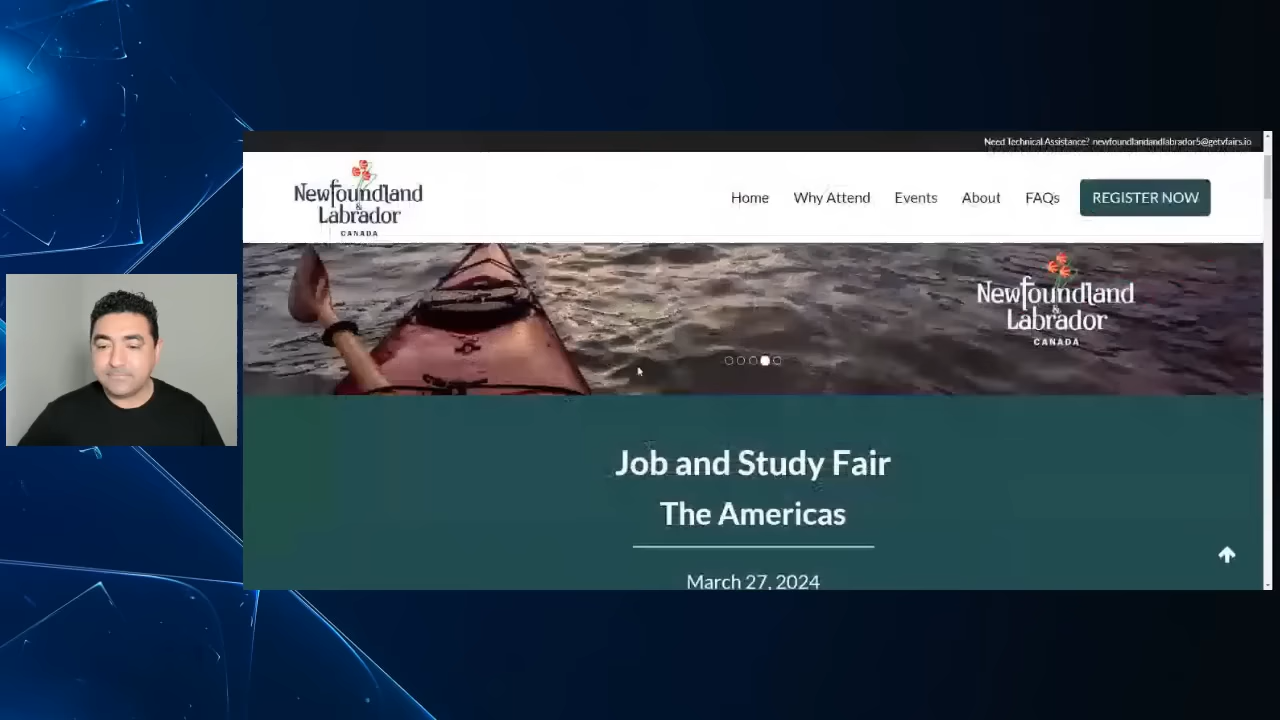 Need Technical Assistance? newfoundlandandlabrador5@getvfairs.io
Newfoundland
&
Labrador
CANADA
Home
Why Attend
Events
About
FAQs
REGISTER NOW
Newfoundland
&
Labrador
CANADA
Job and Study Fair
The Americas
March 27, 2024